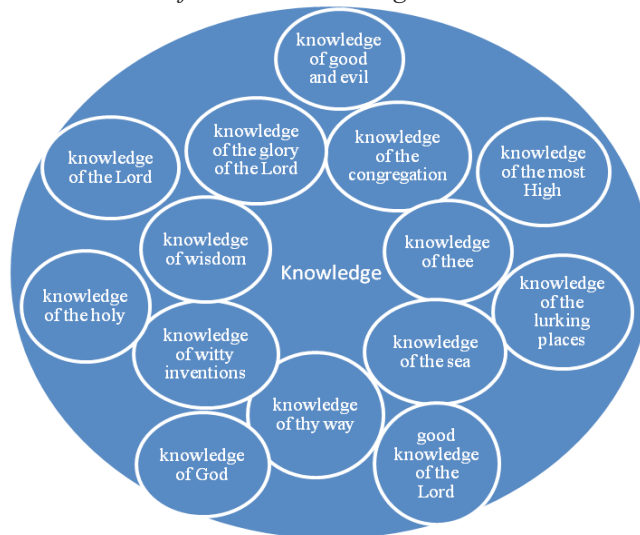 knowledge
of good
and evil
knowledge
of the glory
of the Lord
knowledge
of the
congregation
knowledge
of the Lord
knowledge
of the most
High
knowledge
of wisdom
knowledge
of thee
Knowledge
knowledge
of the holy
knowledge
of the
lurking
places
knowledge
of witty
inventions
knowledge
of the sea
knowledge
of thy way
knowledge
of God
good
knowledge
of the
Lord